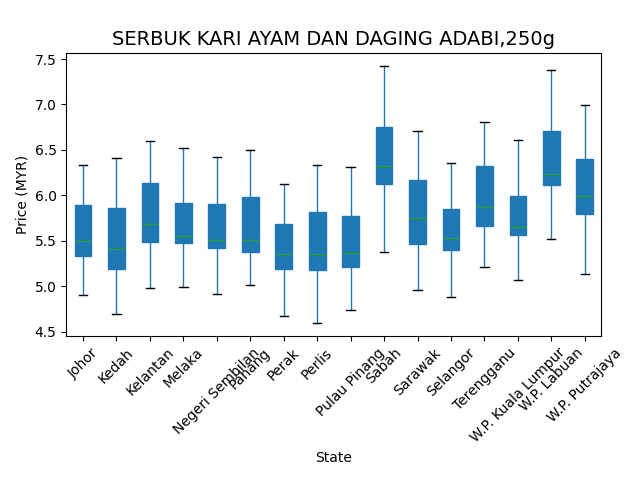 SERBUK KARI AYAM DAN DAGING ADABI,250g
Price (MYR)
7.5
7.0
6.5
6.0
5.5
5.0
4.5
Johor
Kedah
Kelantan
Melaka
Negeri Sembilan
Pahang
Perak
Perlis
Pulau Pinang
Sabah
Sarawak
Selangor
Terengganu
W.P. Kuala Lumpur
W.P. Labuan
W.P. Putrajaya
State